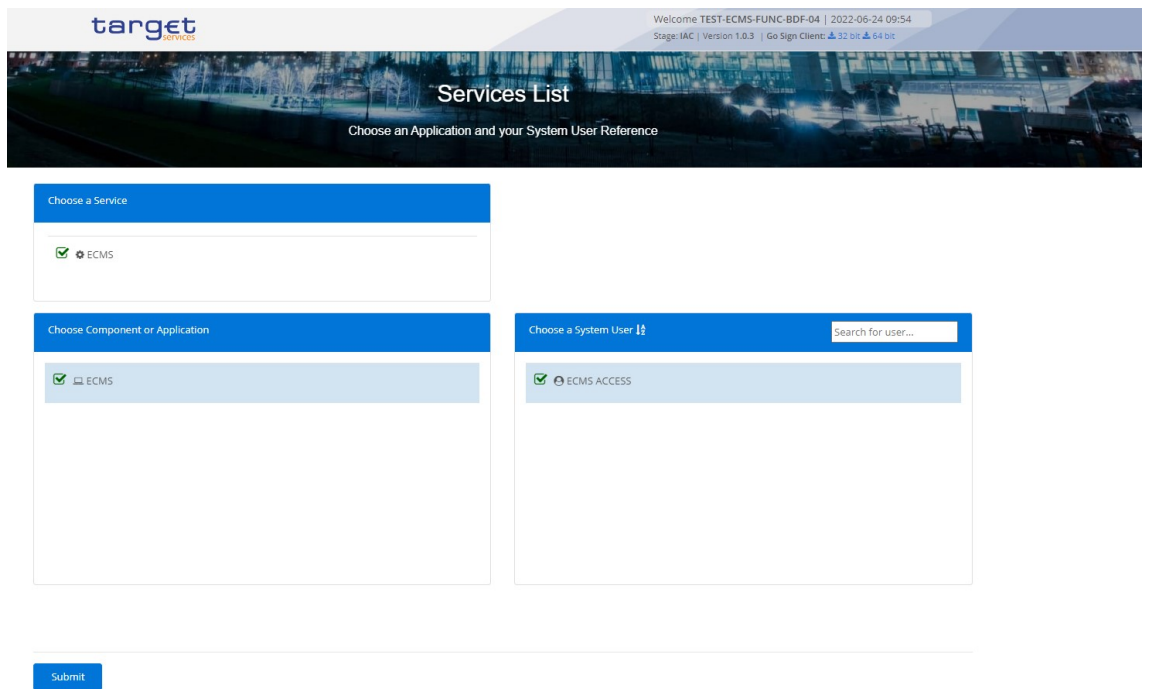 target
services
Welcome TEST-ECMS-FUNC-BDF-04 | 2022-06-24 09:54
Stage: IAC | Version 1.0.3 | Go Sign Client: 32 bit 64 bit
Services List
Choose an Application and your System User Reference
Choose a Service
ECMS
Choose Component or Application
ECMS
Choose a System User
Search for user...
ECMS ACCESS
Submit